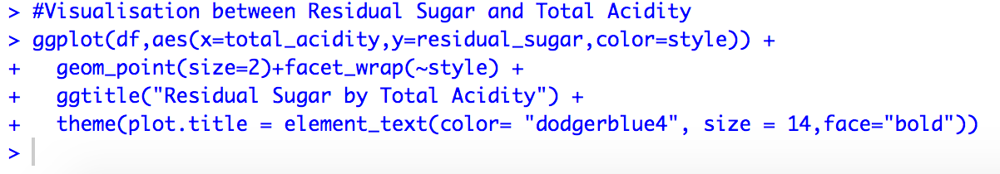 > #Visualisation between Residual Sugar and Total Acidity
> ggplot(df,aes(x=total_acidity,y=residual_sugar,color=style)) +
+   geom_point(size=2)+facet_wrap(~style) +
+   ggtitle("Residual Sugar by Total Acidity") +
+   theme(plot.title = element_text(color= "dodgerblue4", size = 14,face="bold"))
>